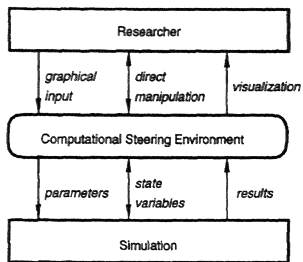 Researcher
graphical
input
direct
manipulation
visualization
Computational Steering Environment
parameters
state
variables
results
Simulation